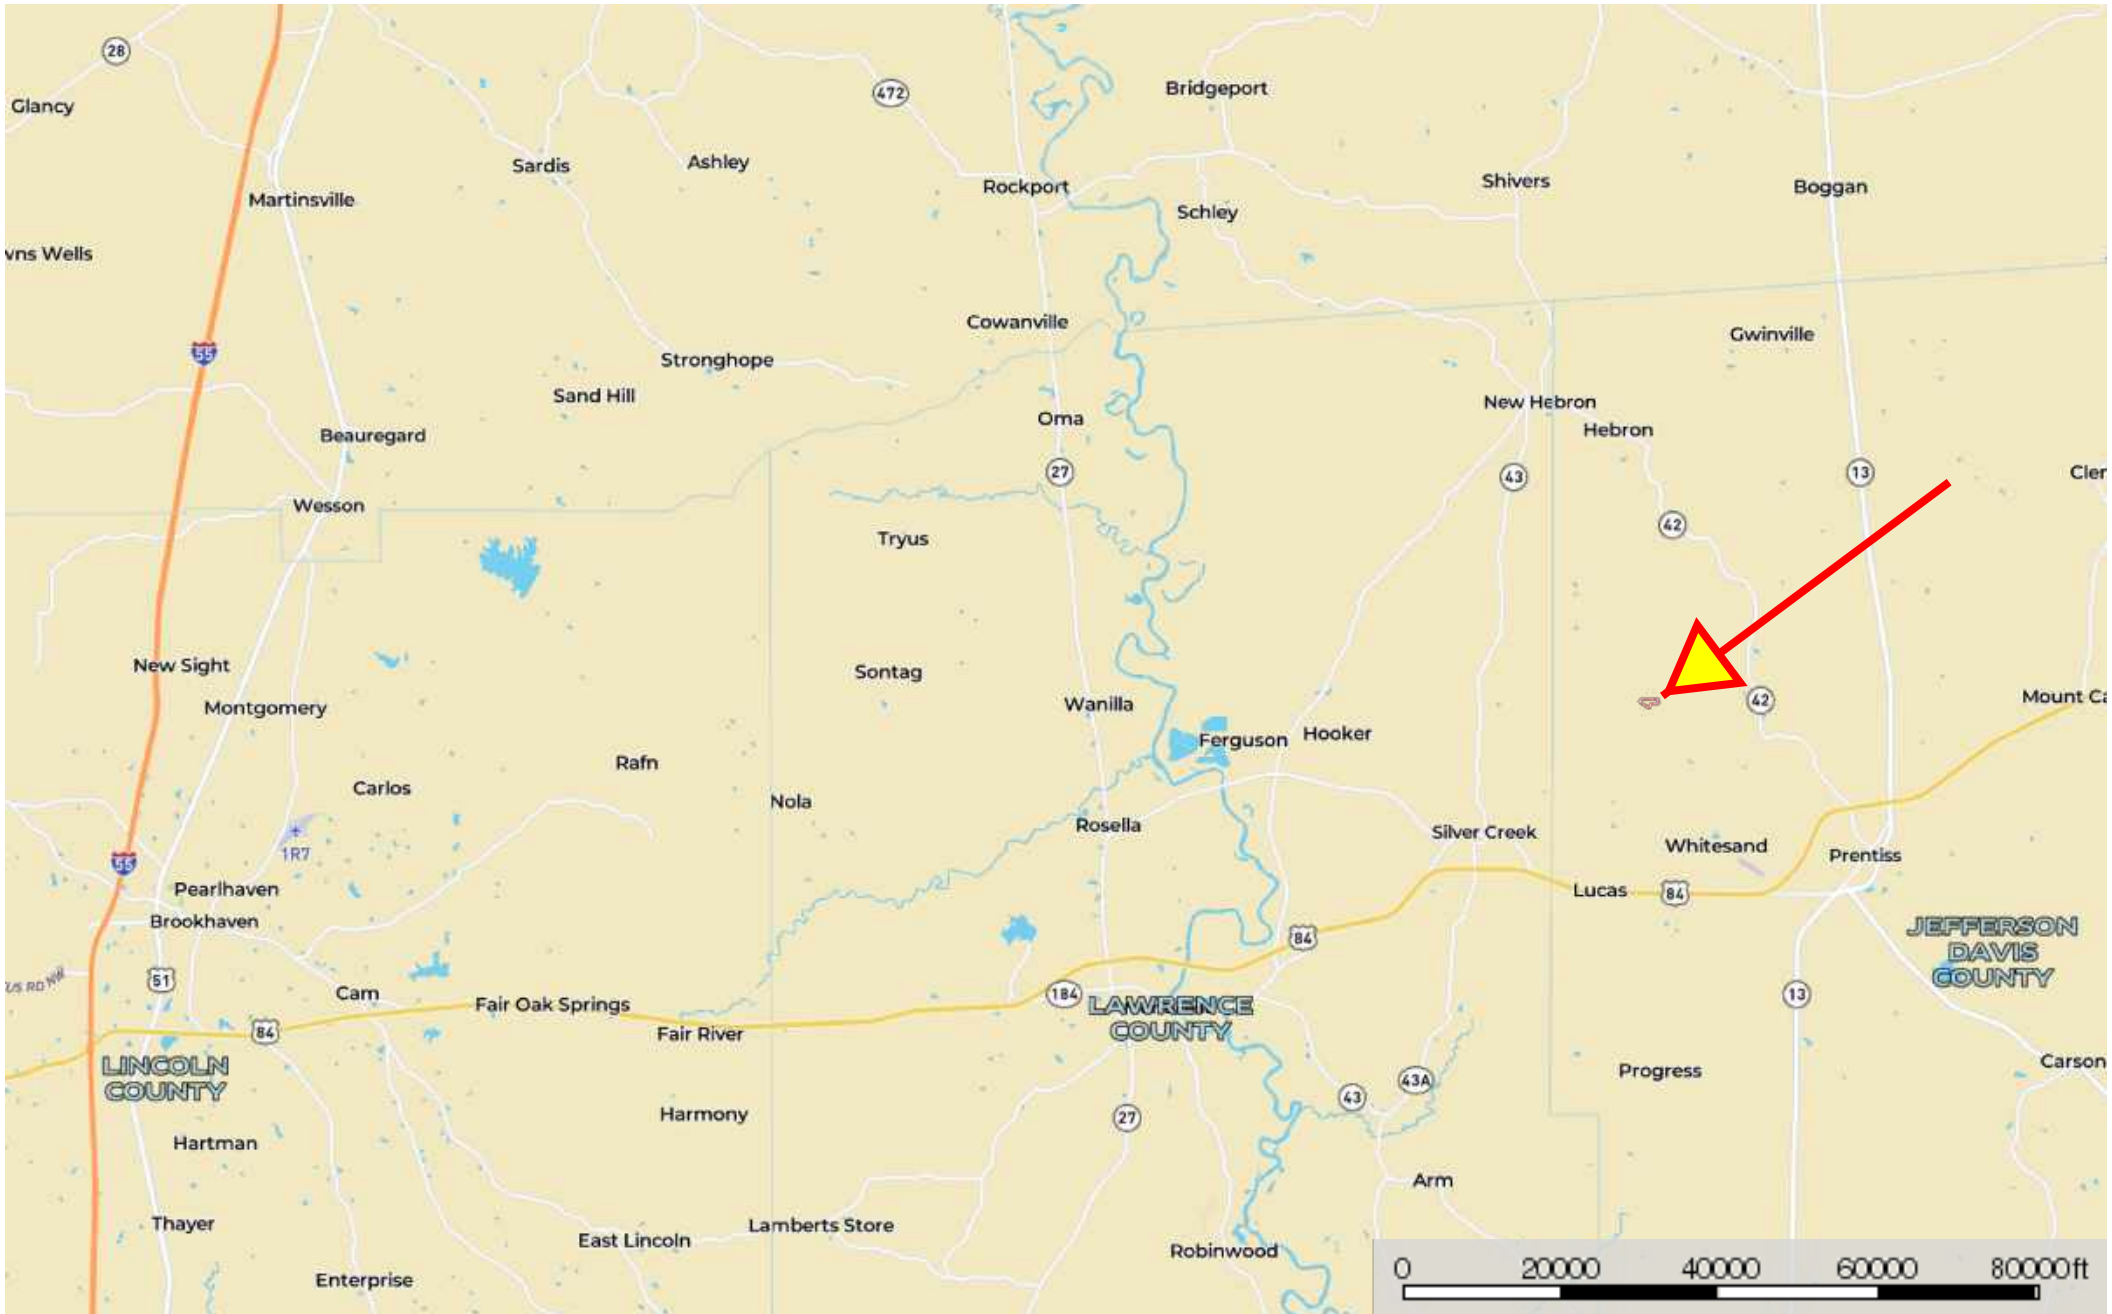 28
Glancy
472
Bridgeport
Sardis
Ashley
Martinsville
Rockport
Shivers
Boggan
Schley
wns Wells
Cowanville
Gwinville
55
Stronghope
Sand Hill
New Hebron
Oma
Hebron
Beauregard
27
43
13
Cler
Wesson
42
Tryus
New Sight
Sontag
Montgomery
Wanilla
42
Mount Ca
Ferguson
Hooker
Rafn
Carlos
Nola
Rosella
Silver Creek
1R7
Whitesand
Prentiss
55
Pearlhaven
Lucas
84
Brookhaven
JEFFERSON
DAVIS
COUNTY
84
US RD NW
51
Cam
Fair Oak Springs
184
LAWRENCE
COUNTY
13
84
Fair River
LINCOLN
COUNTY
Progress
Carson
43A
43
Harmony
27
Hartman
Arm
Thayer
East Lincoln
Lamberts Store
Robinwood
Enterprise
0 20000 40000 60000 80000ft